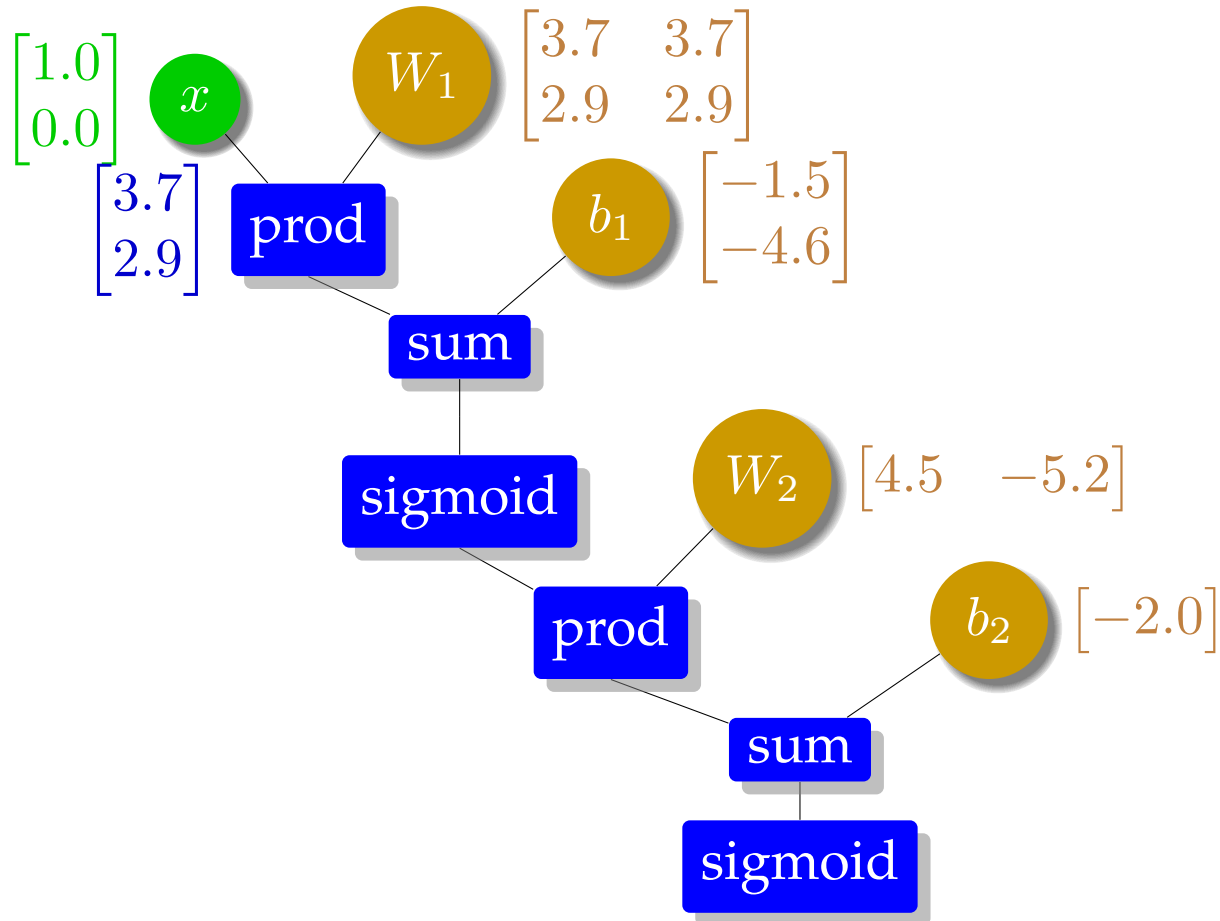 [1.0
0.0]
x
W₁
[3.7 3.7
2.9 2.9]
[3.7
2.9]
prod
b₁
[−1.5
−4.6]
sum
sigmoid
W₂
[4.5 −5.2]
prod
b₂
[−2.0]
sum
sigmoid